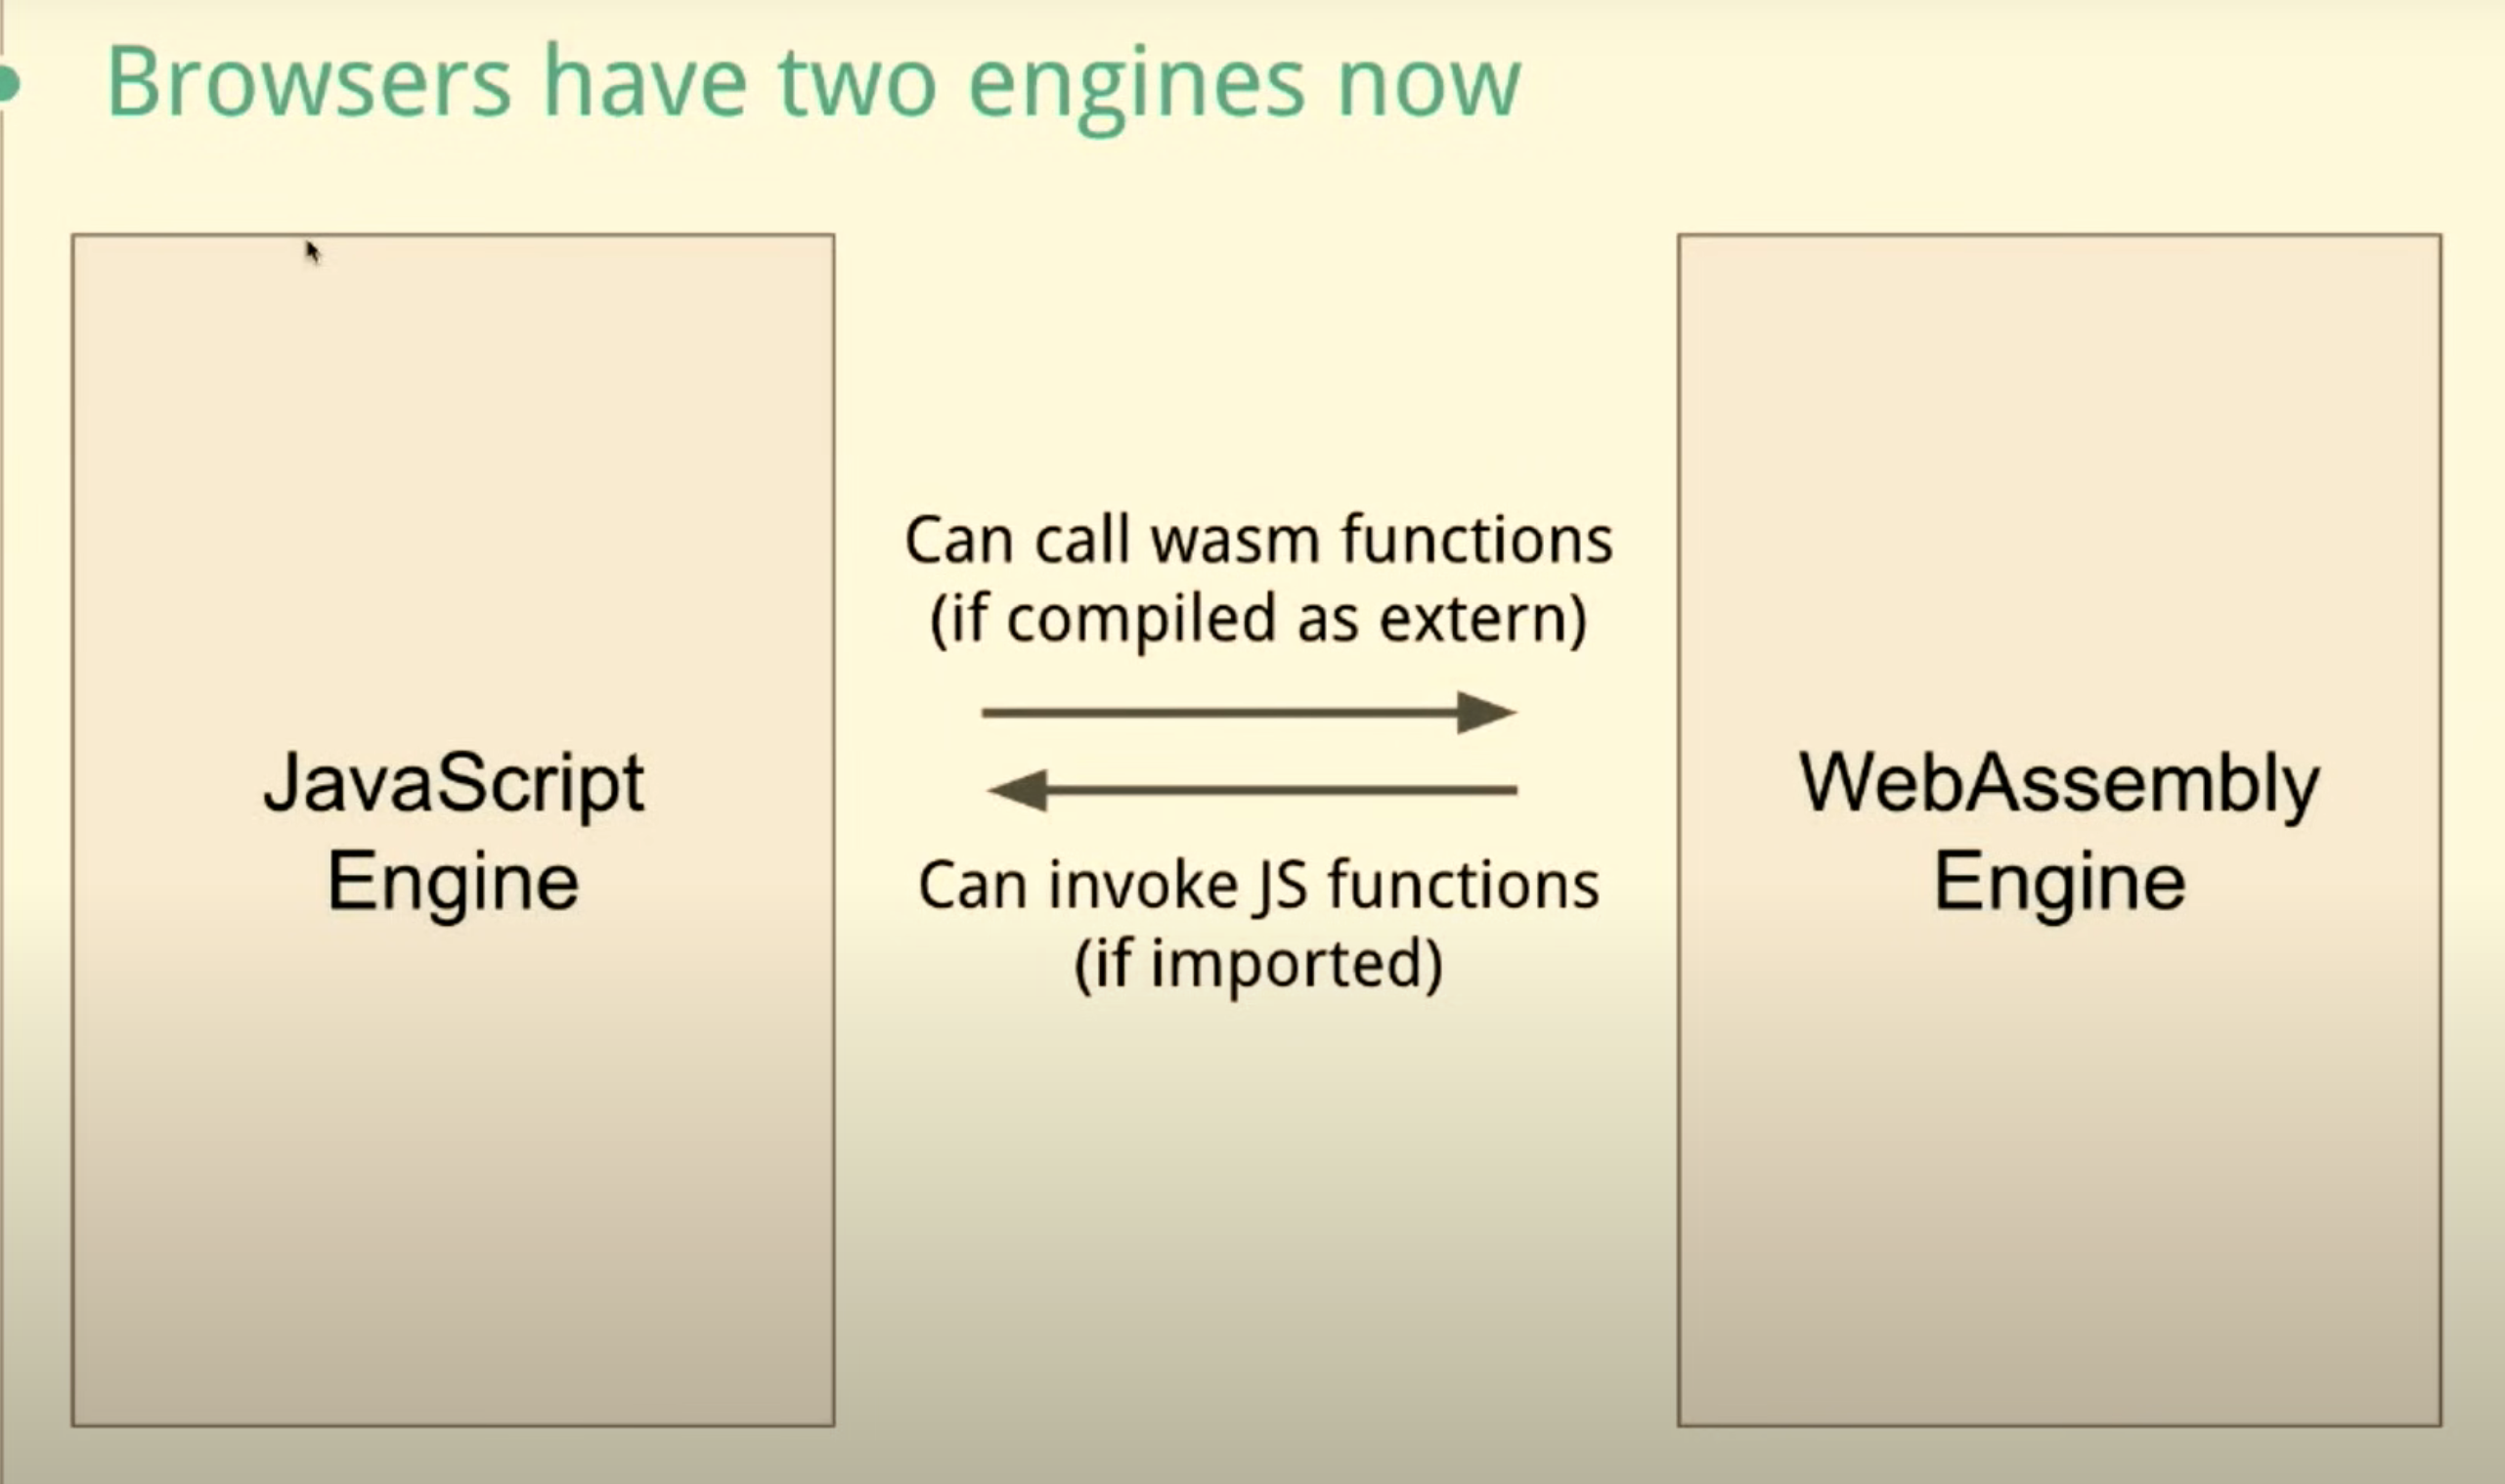 Browsers have two engines now
JavaScript
Engine
Can call wasm functions
(if compiled as extern)
Can invoke JS functions
(if imported)
WebAssembly
Engine